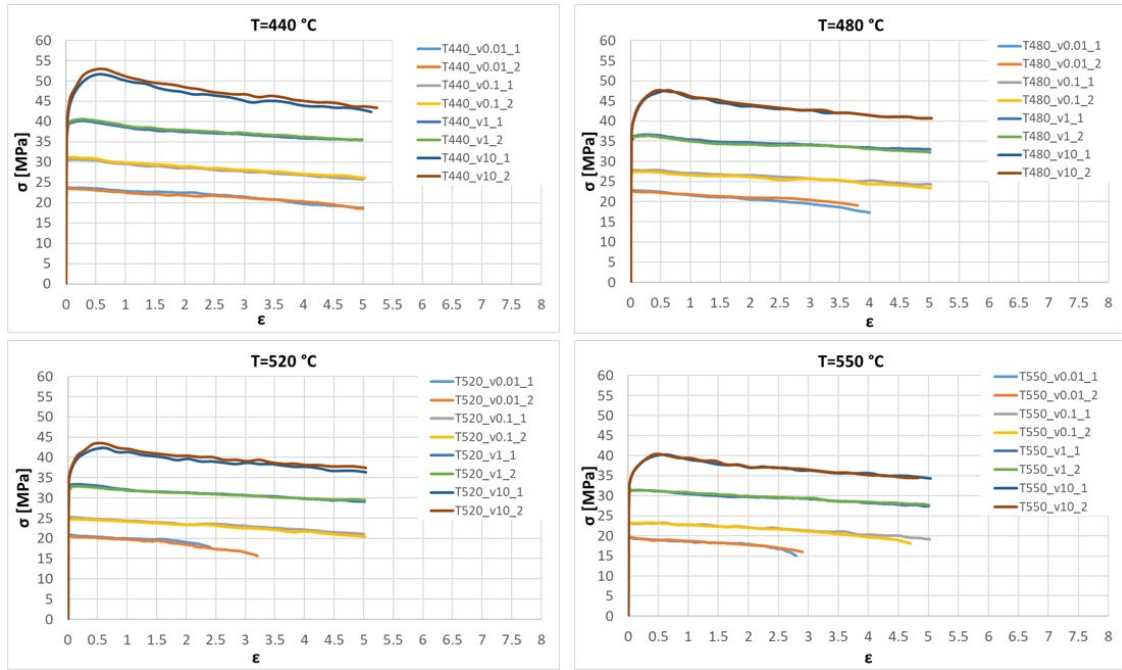 T=440 °C
60
55
50
45
40
35
30
25
20
15
10
5
0
σ [MPa]
0 0.5 1 1.5 2 2.5 3 3.5 4 4.5 5 5.5 6 6.5 7 7.5 8
ε
T440_v0.01_1
T440_v0.01_2
T440_v0.1_1
T440_v0.1_2
T440_v1_1
T440_v1_2
T440_v10_1
T440_v10_2
T=480 °C
60
55
50
45
40
35
30
25
20
15
10
5
0
σ [MPa]
0 0.5 1 1.5 2 2.5 3 3.5 4 4.5 5 5.5 6 6.5 7 7.5 8
ε
T480_v0.01_1
T480_v0.01_2
T480_v0.1_1
T480_v0.1_2
T480_v1_1
T480_v1_2
T480_v10_1
T480_v10_2
T=520 °C
60
55
50
45
40
35
30
25
20
15
10
5
0
σ [MPa]
0 0.5 1 1.5 2 2.5 3 3.5 4 4.5 5 5.5 6 6.5 7 7.5 8
ε
T520_v0.01_1
T520_v0.01_2
T520_v0.1_1
T520_v0.1_2
T520_v1_1
T520_v1_2
T520_v10_1
T520_v10_2
T=550 °C
60
55
50
45
40
35
30
25
20
15
10
5
0
σ [MPa]
0 0.5 1 1.5 2 2.5 3 3.5 4 4.5 5 5.5 6 6.5 7 7.5 8
ε
T550_v0.01_1
T550_v0.01_2
T550_v0.1_1
T550_v0.1_2
T550_v1_1
T550_v1_2
T550_v10_1
T550_v10_2